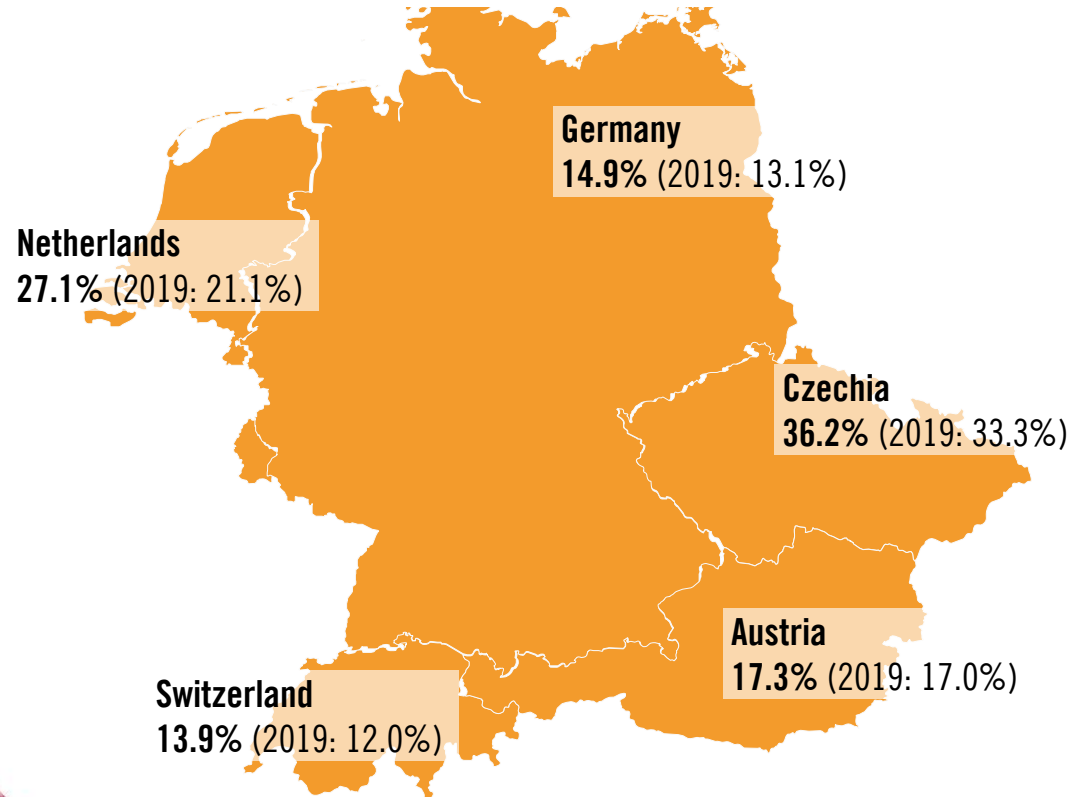 Germany
14.9% (2019: 13.1%)
Netherlands
27.1% (2019: 21.1%)
Czechia
36.2% (2019: 33.3%)
Austria
17.3% (2019: 17.0%)
Switzerland
13.9% (2019: 12.0%)